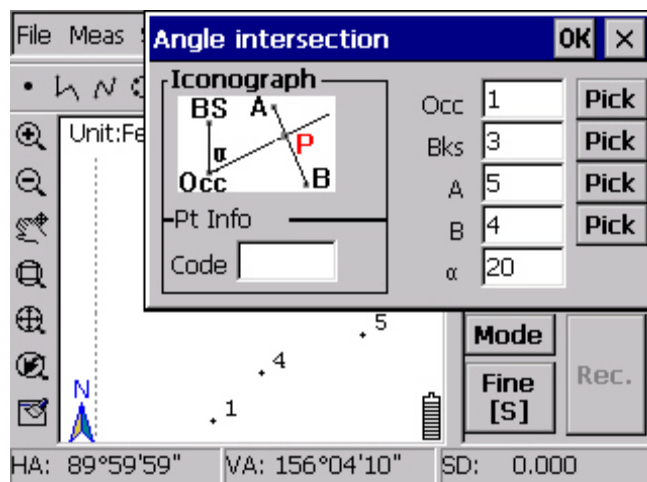 File Meas
Angle intersection OK ×
Iconograph
BS A
α P
Occ B
Pt Info
Code
Occ 1 Pick
Bks 3 Pick
A 5 Pick
B 4 Pick
α 20
Unit:Fe
5
4
1
N
Mode
Fine
[S]
Rec.
HA: 89°59'59" VA: 156°04'10" SD: 0.000